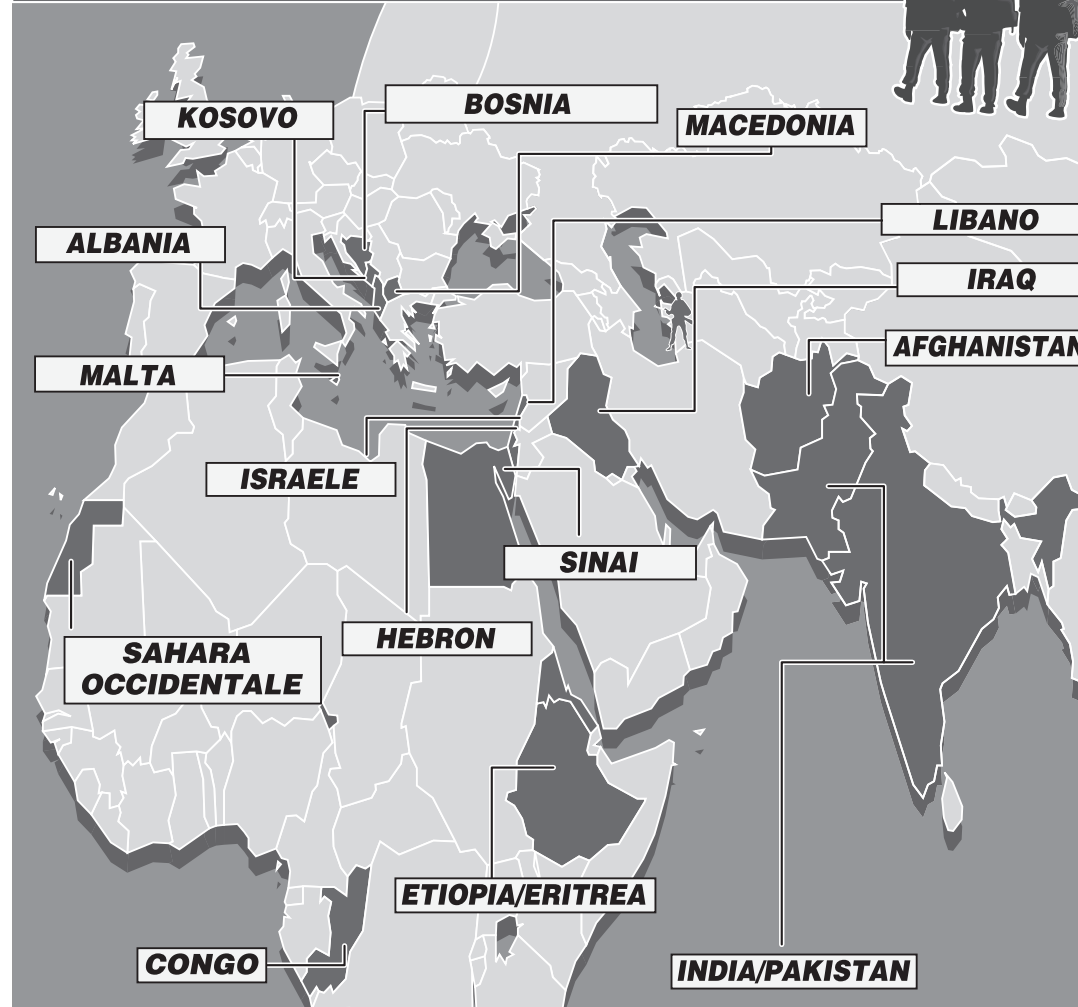 KOSOVO
BOSNIA
MACEDONIA
LIBANO
ALBANIA
IRAQ
AFGHANISTAN
MALTA
ISRAELE
SINAI
HEBRON
SAHARA
OCCIDENTALE
ETIOPIA/ERITREA
CONGO
INDIA/PAKISTAN